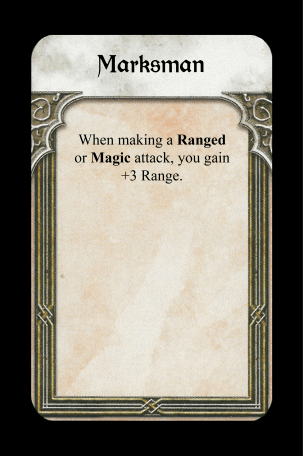 Marksman
When making a Ranged
or Magic attack, you gain
+3 Range.